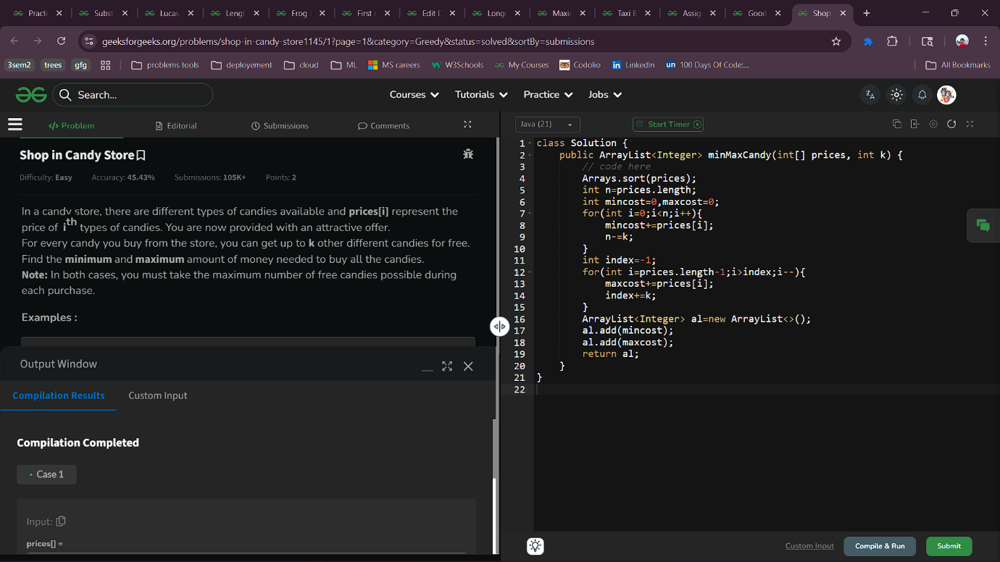 Practi
Subst
Lucas
Lengt
Frog
First r
Edit D
Long
Maxir
Taxi B
Assig
Good
Shop
geeksforgeeks.org/problems/shop-in-candy-store1145/1?page=1&category=Greedy&status=solved&sortBy=submissions
3sem2 trees gfg problems tools deployement cloud ML MS careers W3Schools My Courses Codolio LinkedIn 100 Days Of Code:... All Bookmarks
Search... Courses Tutorials Practice Jobs
Problem Editorial Submissions Comments
Java (21) Start Timer
Shop in Candy Store
Difficulty: Easy Accuracy: 45.43% Submissions: 105K+ Points: 2
In a candy store, there are different types of candies available and prices[i] represent the
price of ith types of candies. You are now provided with an attractive offer.
For every candy you buy from the store, you can get up to k other different candies for free.
Find the minimum and maximum amount of money needed to buy all the candies.
Note: In both cases, you must take the maximum number of free candies possible during
each purchase.
Examples :
Output Window
Compilation Results Custom Input
Compilation Completed
Case 1
Input:
prices[] =
1 class Solution {
2 public ArrayList<Integer> minMaxCandy(int[] prices, int k) {
3 // code here
4 Arrays.sort(prices);
5 int n=prices.length;
6 int mincost=0,maxcost=0;
7 for(int i=0;i<n;i++){
8 mincost+=prices[i];
9 n-=k;
10 }
11 int index=-1;
12 for(int i=prices.length-1;i>index;i--){
13 maxcost+=prices[i];
14 index+=k;
15 }
16 ArrayList<Integer> al=new ArrayList<>();
17 al.add(mincost);
18 al.add(maxcost);
19 return al;
20 }
21 }
22
Custom Input Compile & Run Submit